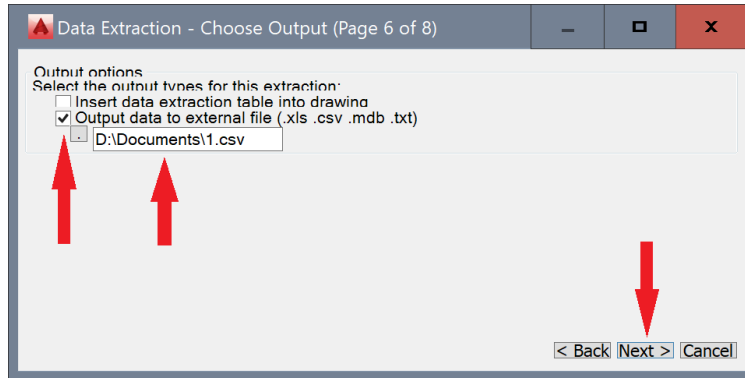 Data Extraction - Choose Output (Page 6 of 8)
Output options
Select the output types for this extraction:
Insert data extraction table into drawing
Output data to external file (.xls .csv .mdb .txt)
.
D:\Documents\1.csv
< Back Next > Cancel